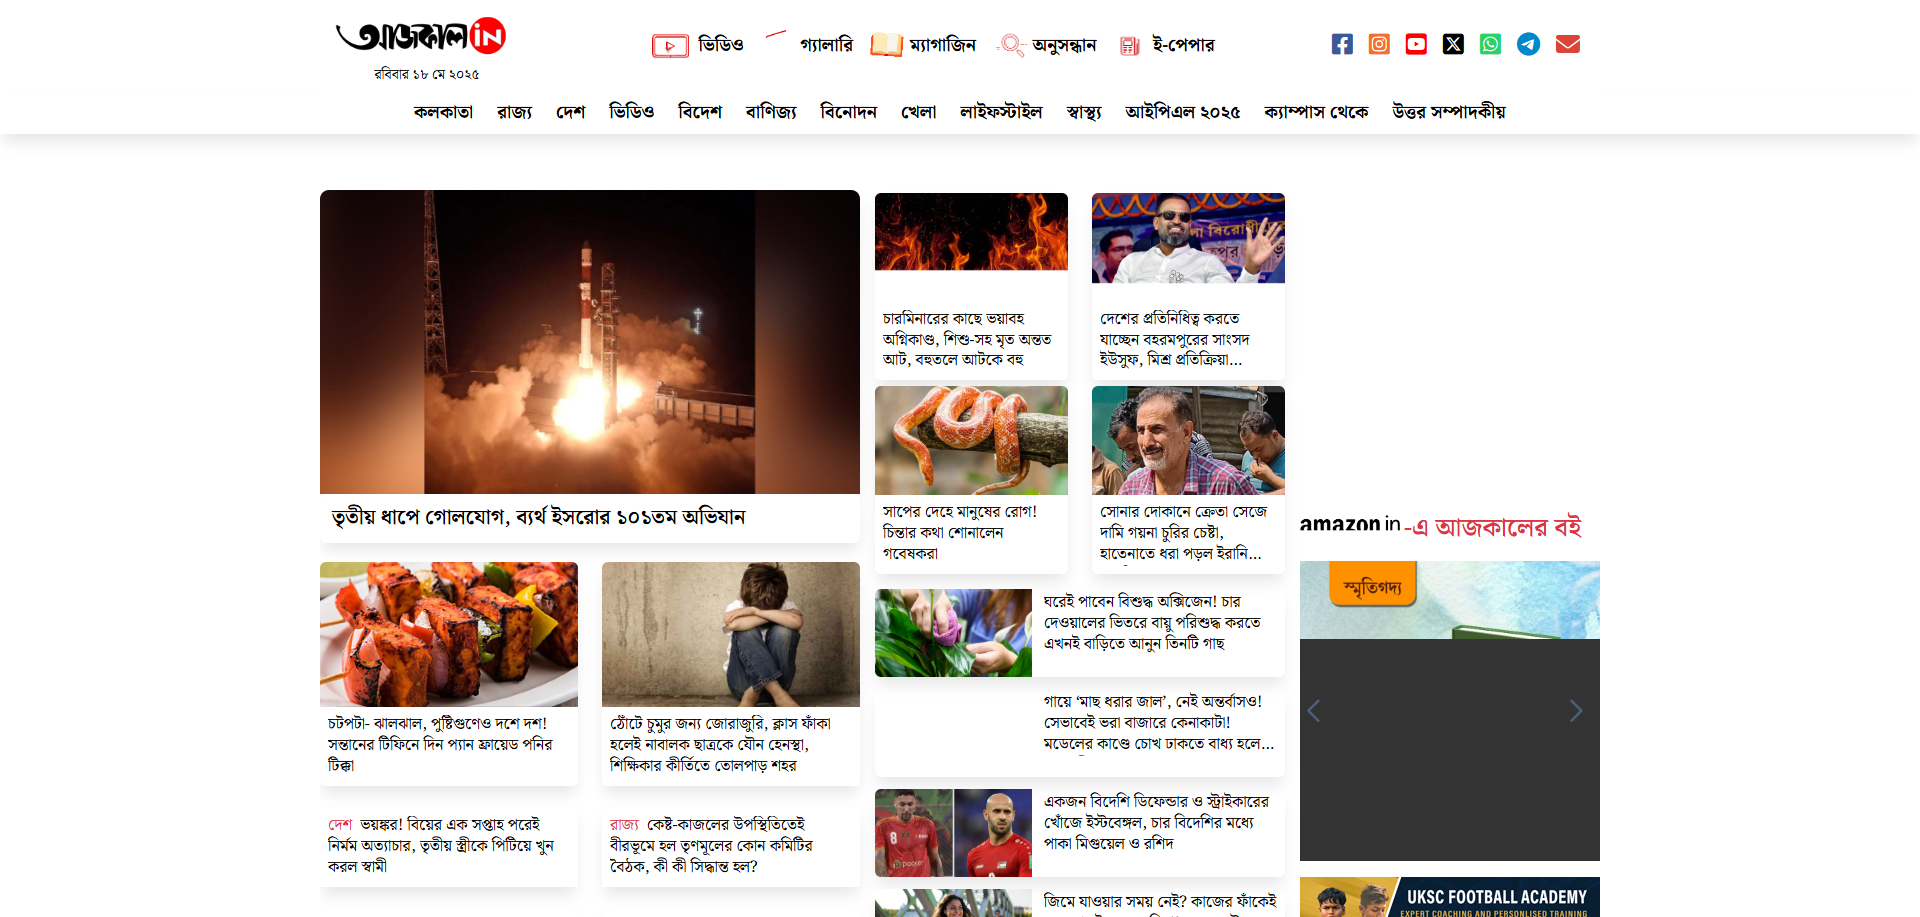 আজকাল in
রবিবার ১৮ মে ২০২৫
ভিডিও
গ্যালারি
ম্যাগাজিন
অনুসন্ধান
ই-পেপার
কলকাতা রাজ্য দেশ ভিডিও বিদেশ বাণিজ্য বিনোদন খেলা লাইফস্টাইল স্বাস্থ্য আইপিএল ২০২৫ ক্যাম্পাস থেকে উত্তর সম্পাদকীয়
তৃতীয় ধাপে গোলযোগ, ব্যর্থ ইসরোর ১০১তম অভিযান
চটপটা- ঝালঝাল, পুষ্টিগুণেও দশে দশ!
সন্তানের টিফিনে দিন প্যান ফ্রায়েড পনির
টিক্কা
ঠোঁটে চুমুর জন্য জোরাজুরি, ক্লাস ফাঁকা
হলেই নাবালক ছাত্রকে যৌন হেনস্থা,
শিক্ষিকার কীর্তিতে তোলপাড় শহর
দেশ ভয়ঙ্কর! বিয়ের এক সপ্তাহ পরেই
নির্মম অত্যাচার, তৃতীয় স্ত্রীকে পিটিয়ে খুন
করল স্বামী
রাজ্য কেষ্ট-কাজলের উপস্থিতিতেই
বীরভূমে হল তৃণমূলের কোন কমিটির
বৈঠক, কী কী সিদ্ধান্ত হল?
চারমিনারের কাছে ভয়াবহ
অগ্নিকাণ্ড, শিশু-সহ মৃত অন্তত
আট, বহুতলে আটকে বহু
লা বিরোধী
দেশের প্রতিনিধিত্ব করতে
যাচ্ছেন বহরমপুরের সাংসদ
ইউসুফ, মিশ্র প্রতিক্রিয়া...
সাপের দেহে মানুষের রোগ!
চিন্তার কথা শোনালেন
গবেষকরা
সোনার দোকানে ক্রেতা সেজে
দামি গয়না চুরির চেষ্টা,
হাতেনাতে ধরা পড়ল ইরানি...
ঘরেই পাবেন বিশুদ্ধ অক্সিজেন! চার
দেওয়ালের ভিতরে বায়ু পরিশুদ্ধ করতে
এখনই বাড়িতে আনুন তিনটি গাছ
গায়ে ‘মাছ ধরার জাল’, নেই অন্তর্বাসও!
সেভাবেই ভরা বাজারে কেনাকাটা!
মডেলের কাণ্ডে চোখ ঢাকতে বাধ্য হলে...
একজন বিদেশি ডিফেন্ডার ও স্ট্রাইকারের
খোঁজে ইস্টবেঙ্গল, চার বিদেশির মধ্যে
পাকা মিগুয়েল ও রশিদ
জিমে যাওয়ার সময় নেই? কাজের ফাঁকেই
amazon in -এ আজকালের বই
স্মৃতিগদ্য
UKSC FOOTBALL ACADEMY
EXPERT COACHING AND PERSONLISED TRAINING